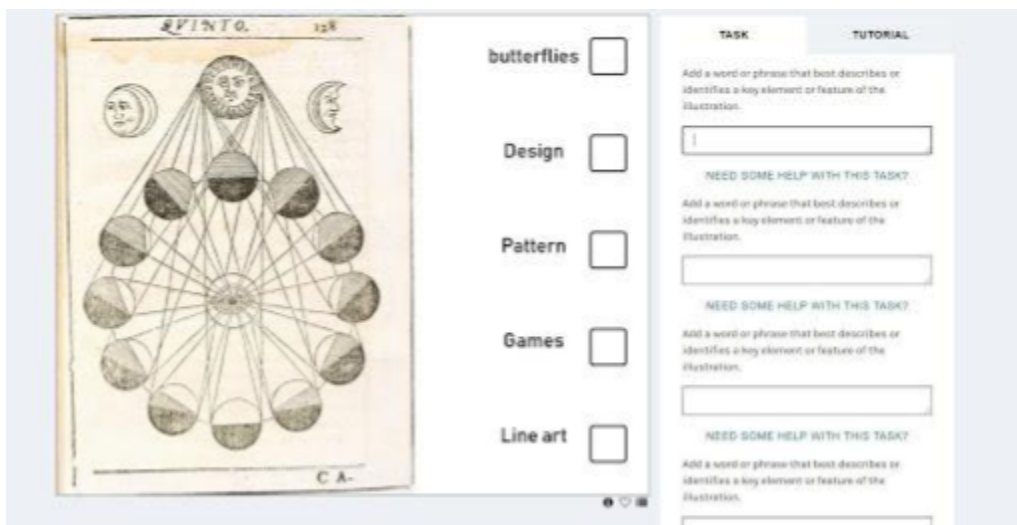 QVINTO. 128
C A-
butterflies
Design
Pattern
Games
Line art
TASK TUTORIAL
Add a word or phrase that best describes or
identifies a key element or feature of the
illustration.
NEED SOME HELP WITH THIS TASK?
Add a word or phrase that best describes or
identifies a key element or feature of the
illustration.
NEED SOME HELP WITH THIS TASK?
Add a word or phrase that best describes or
identifies a key element or feature of the
illustration.
NEED SOME HELP WITH THIS TASK?
Add a word or phrase that best describes or
identifies a key element or feature of the
illustration.